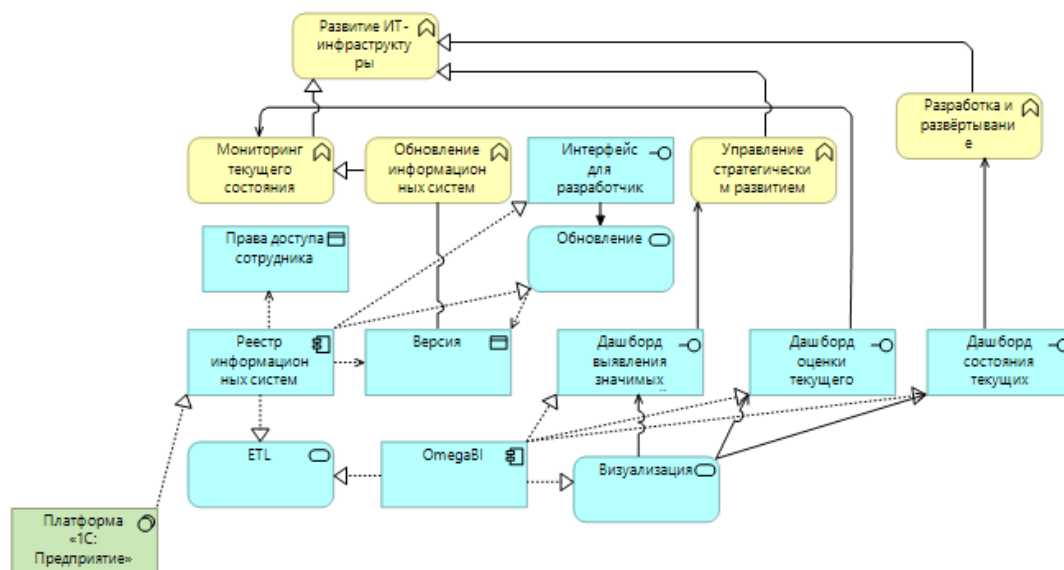 Развитие ИТ-
инфраструкту
ры
Разработка и
развёртывани
е
Мониторинг
текущего
состояния
Обновление
информацион
ных систем
Интерфейс
для
разработчик
Управление
стратегически
м развитием
Права доступа
сотрудника
Обновление
Реестр
информацион
ных систем
Версия
Дашборд
выявления
значимых
Дашборд
оценки
текущего
Дашборд
состояния
текущих
ETL
OmegaBI
Визуализация
Платформа
«1С:
Предприятие»